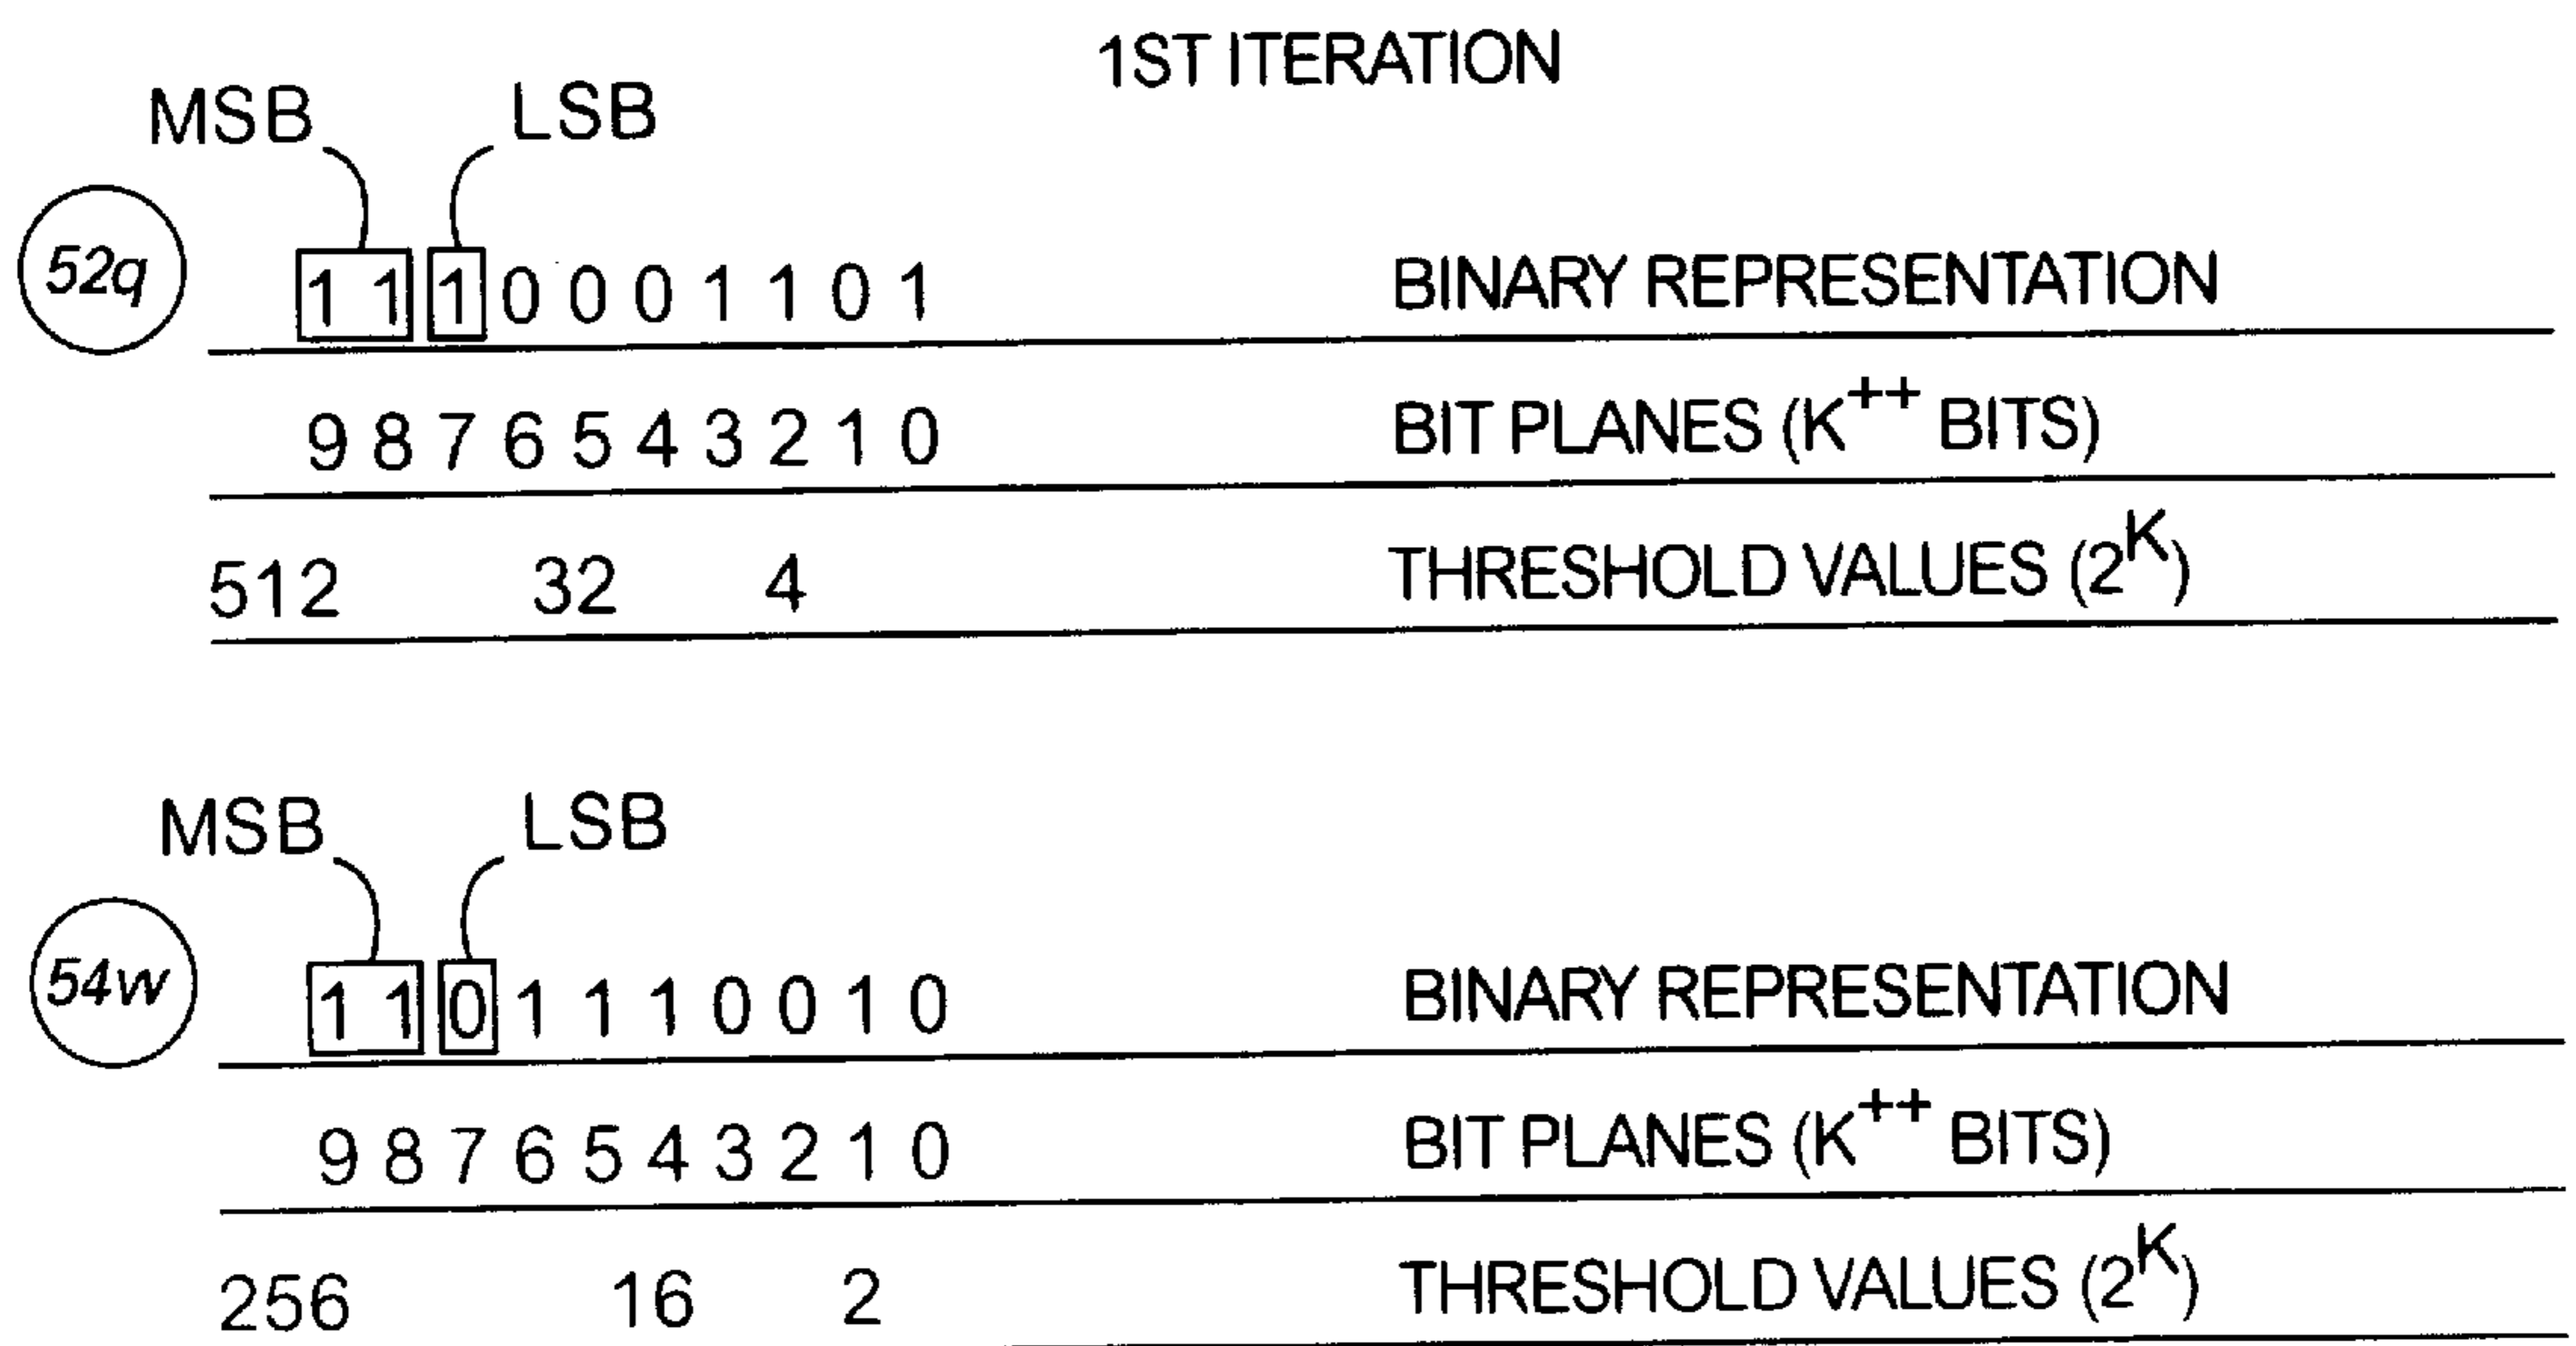 1ST ITERATION
MSB LSB
52q 1 1 1 0 0 0 1 1 0 1 BINARY REPRESENTATION
9 8 7 6 5 4 3 2 1 0 BIT PLANES (K++ BITS)
512 32 4 THRESHOLD VALUES (2K)
MSB LSB
54w 1 1 0 1 1 1 0 0 1 0 BINARY REPRESENTATION
9 8 7 6 5 4 3 2 1 0 BIT PLANES (K++ BITS)
256 16 2 THRESHOLD VALUES (2K)